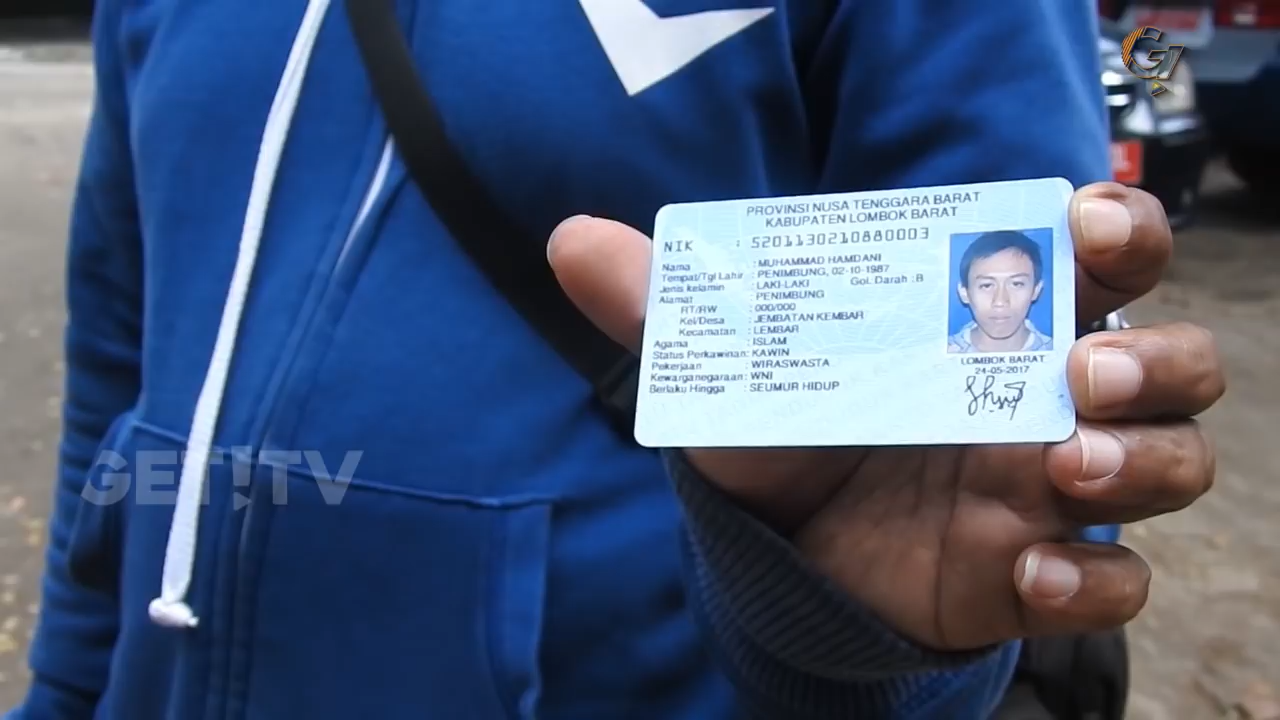 PROVINSI NUSA TENGGARA BARAT
KABUPATEN LOMBOK BARAT
NIK : 5201130210880003
Nama : MUHAMMAD HAMDANI
Tempat/Tgl Lahir : PENIMBUNG, 02-10-1987
Jenis kelamin : LAKI-LAKI Gol. Darah : B
Alamat : PENIMBUNG
RT/RW : 000/000
Kel/Desa : JEMBATAN KEMBAR
Kecamatan : LEMBAR
Agama : ISLAM
Status Perkawinan: KAWIN
Pekerjaan : WIRASWASTA
Kewarganegaraan: WNI
Berlaku Hingga : SEUMUR HIDUP
LOMBOK BARAT
24-05-2017
GET!TV